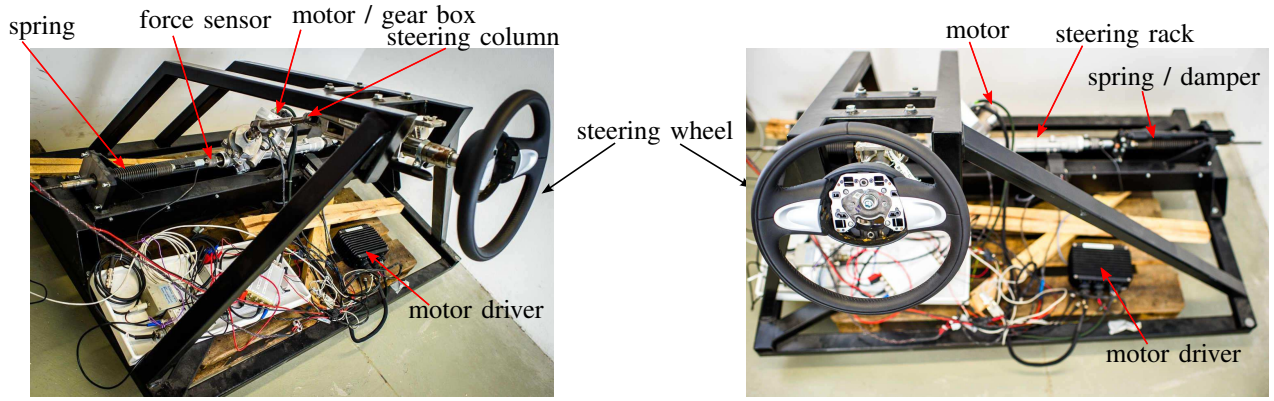 spring
force sensor
motor / gear box
steering column
steering wheel
motor driver
motor
steering rack
spring / damper
motor driver